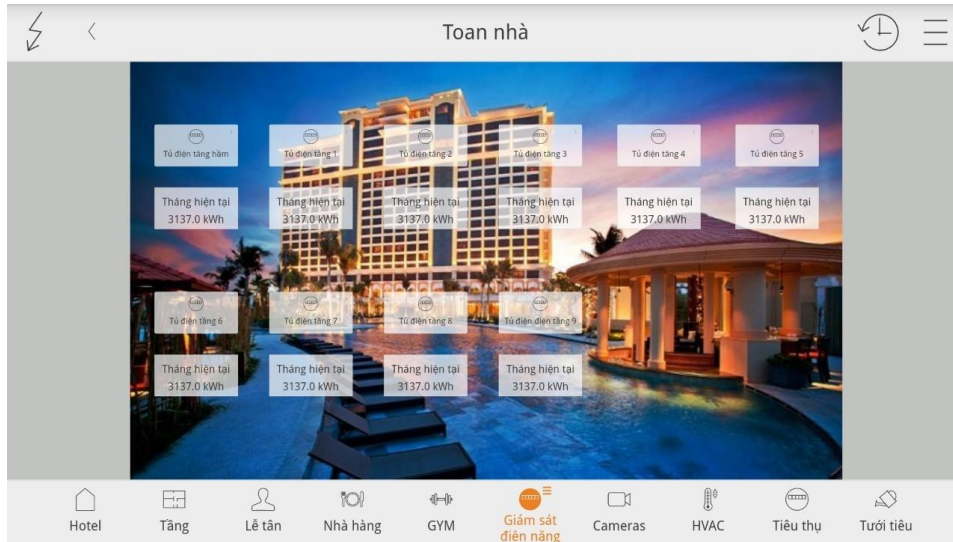 Toan nhà
Tủ điện tầng hầm
Tủ điện tầng 1
Tủ điện tầng 2
Tủ điện tầng 3
Tủ điện tầng 4
Tủ điện tầng 5
Tháng hiện tại
3137.0 kWh
Tháng hiện tại
3137.0 kWh
Tháng hiện tại
3137.0 kWh
Tháng hiện tại
3137.0 kWh
Tháng hiện tại
3137.0 kWh
Tháng hiện tại
3137.0 kWh
Tủ điện tầng 6
Tủ điện tầng 7
Tủ điện tầng 8
Tủ điện điện tầng 9
Tháng hiện tại
3137.0 kWh
Tháng hiện tại
3137.0 kWh
Tháng hiện tại
3137.0 kWh
Tháng hiện tại
3137.0 kWh
Hotel
Tầng
Lễ tân
Nhà hàng
GYM
Giám sát
điện năng
Cameras
HVAC
Tiêu thụ
Tưới tiêu